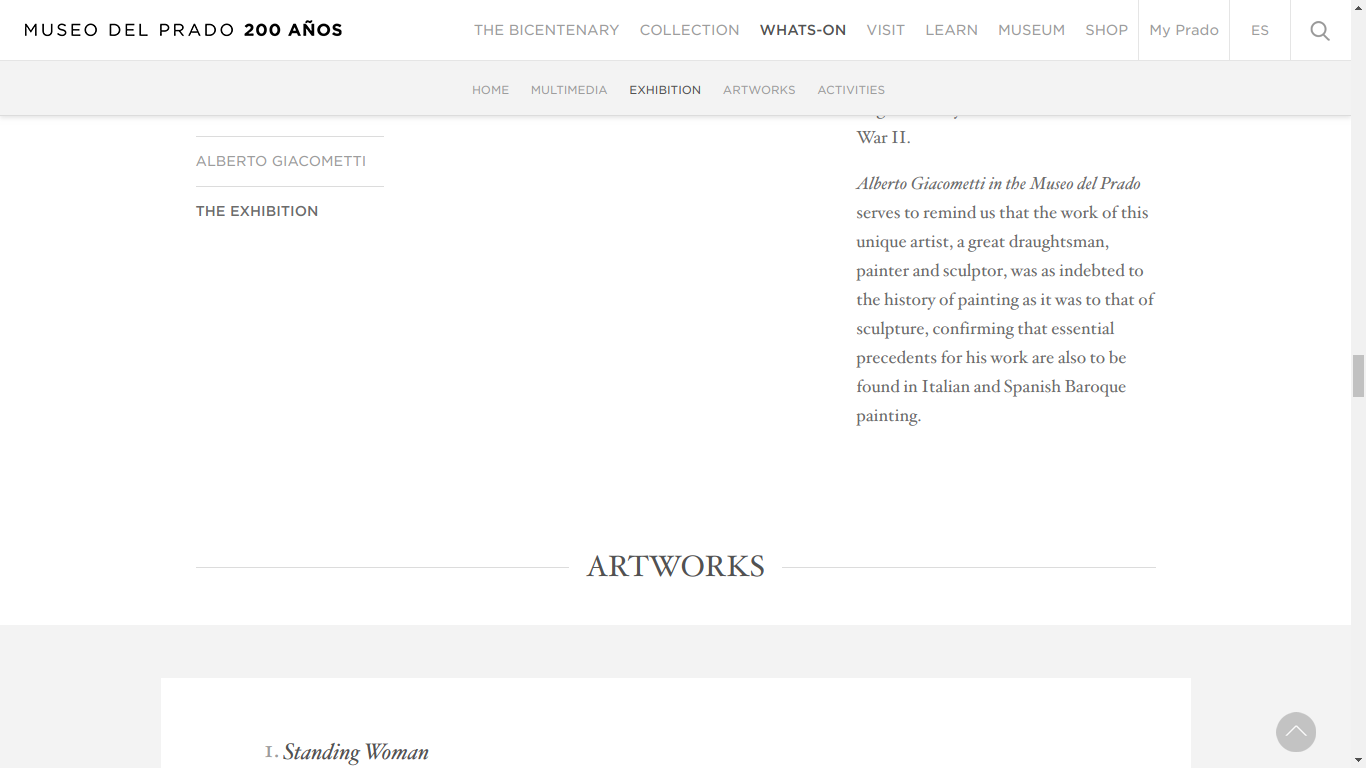 MUSEO DEL PRADO 200 AÑOS
THE BICENTENARY COLLECTION WHATS-ON VISIT LEARN MUSEUM SHOP My Prado ES
HOME MULTIMEDIA EXHIBITION ARTWORKS ACTIVITIES
ALBERTO GIACOMETTI
THE EXHIBITION
War II.
Alberto Giacometti in the Museo del Prado
serves to remind us that the work of this
unique artist, a great draughtsman,
painter and sculptor, was as indebted to
the history of painting as it was to that of
sculpture, confirming that essential
precedents for his work are also to be
found in Italian and Spanish Baroque
painting.
ARTWORKS
1. Standing Woman